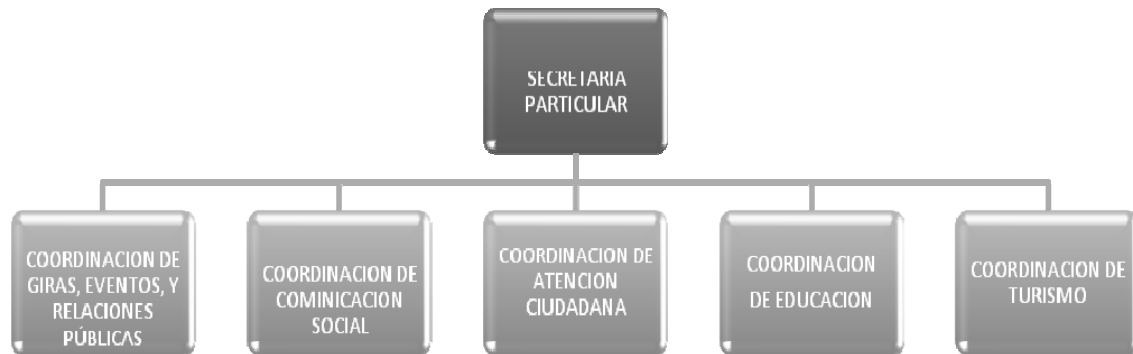 SECRETARIA
PARTICULAR
COORDINACION DE
GIRAS, EVENTOS, Y
RELACIONES
PÚBLICAS
COORDINACION DE
COMINICACION
SOCIAL
COORDINACION DE
ATENCION
CIUDADANA
COORDINACION
DE EDUCACION
COORDINACION DE
TURISMO